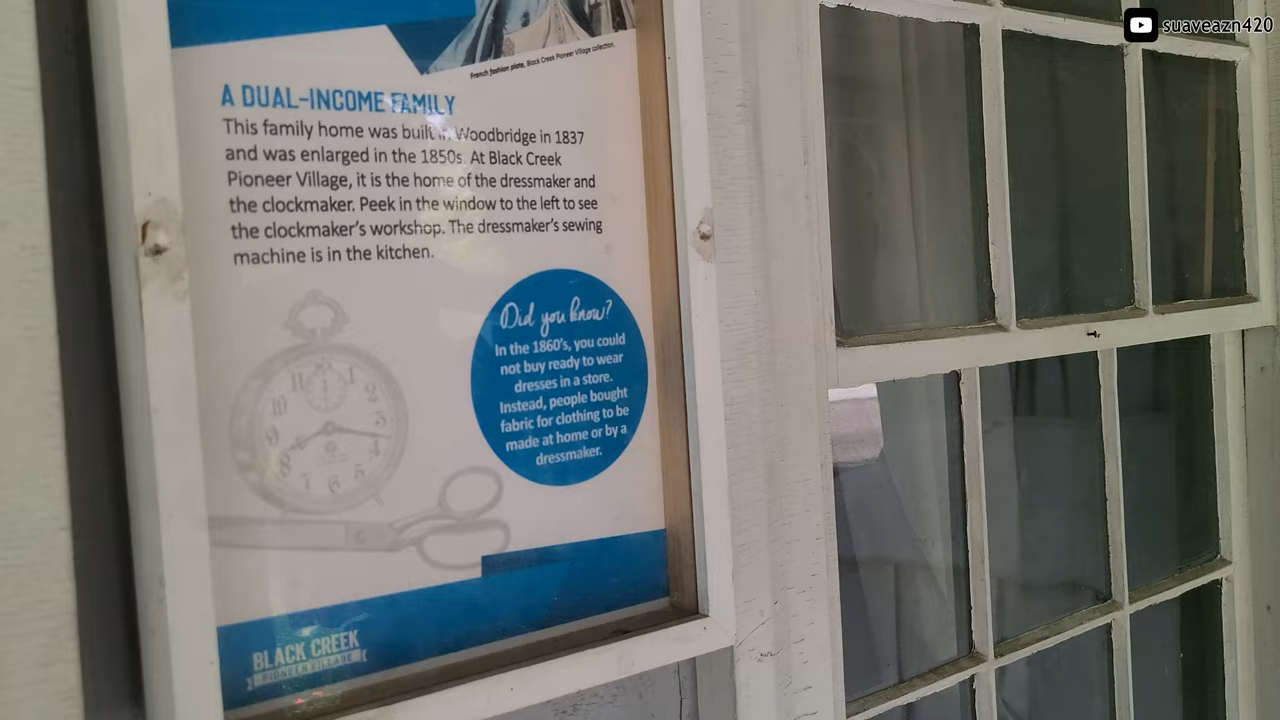 suaveazn420
French fashion plate, Black Creek Pioneer Village collection.
A DUAL-INCOME FAMILY
This family home was built in Woodbridge in 1837
and was enlarged in the 1850s. At Black Creek
Pioneer Village, it is the home of the dressmaker and
the clockmaker. Peek in the window to the left to see
the clockmaker's workshop. The dressmaker's sewing
machine is in the kitchen.
Did you know?
In the 1860's, you could
not buy ready to wear
dresses in a store.
Instead, people bought
fabric for clothing to be
made at home or by a
dressmaker.
BLACK CREEK
PIONEER VILLAGE